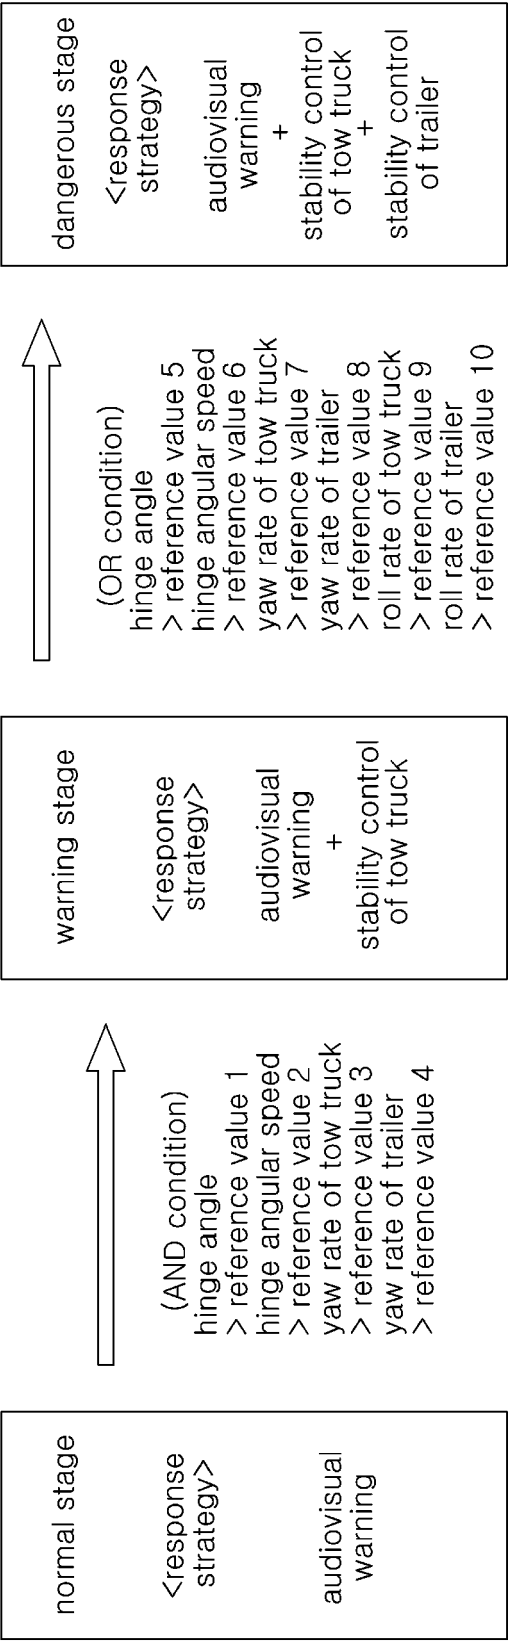 normal stage
<response
strategy>
audiovisual
warning
(AND condition)
hinge angle
> reference value 1
hinge angular speed
> reference value 2
yaw rate of tow truck
> reference value 3
yaw rate of trailer
> reference value 4
warning stage
<response
strategy>
audiovisual
warning
+
stability control
of tow truck
(OR condition)
hinge angle
> reference value 5
hinge angular speed
> reference value 6
yaw rate of tow truck
> reference value 7
yaw rate of trailer
> reference value 8
roll rate of tow truck
> reference value 9
roll rate of trailer
> reference value 10
dangerous stage
<response
strategy>
audiovisual
warning
+
stability control
of tow truck
+
stability control
of trailer